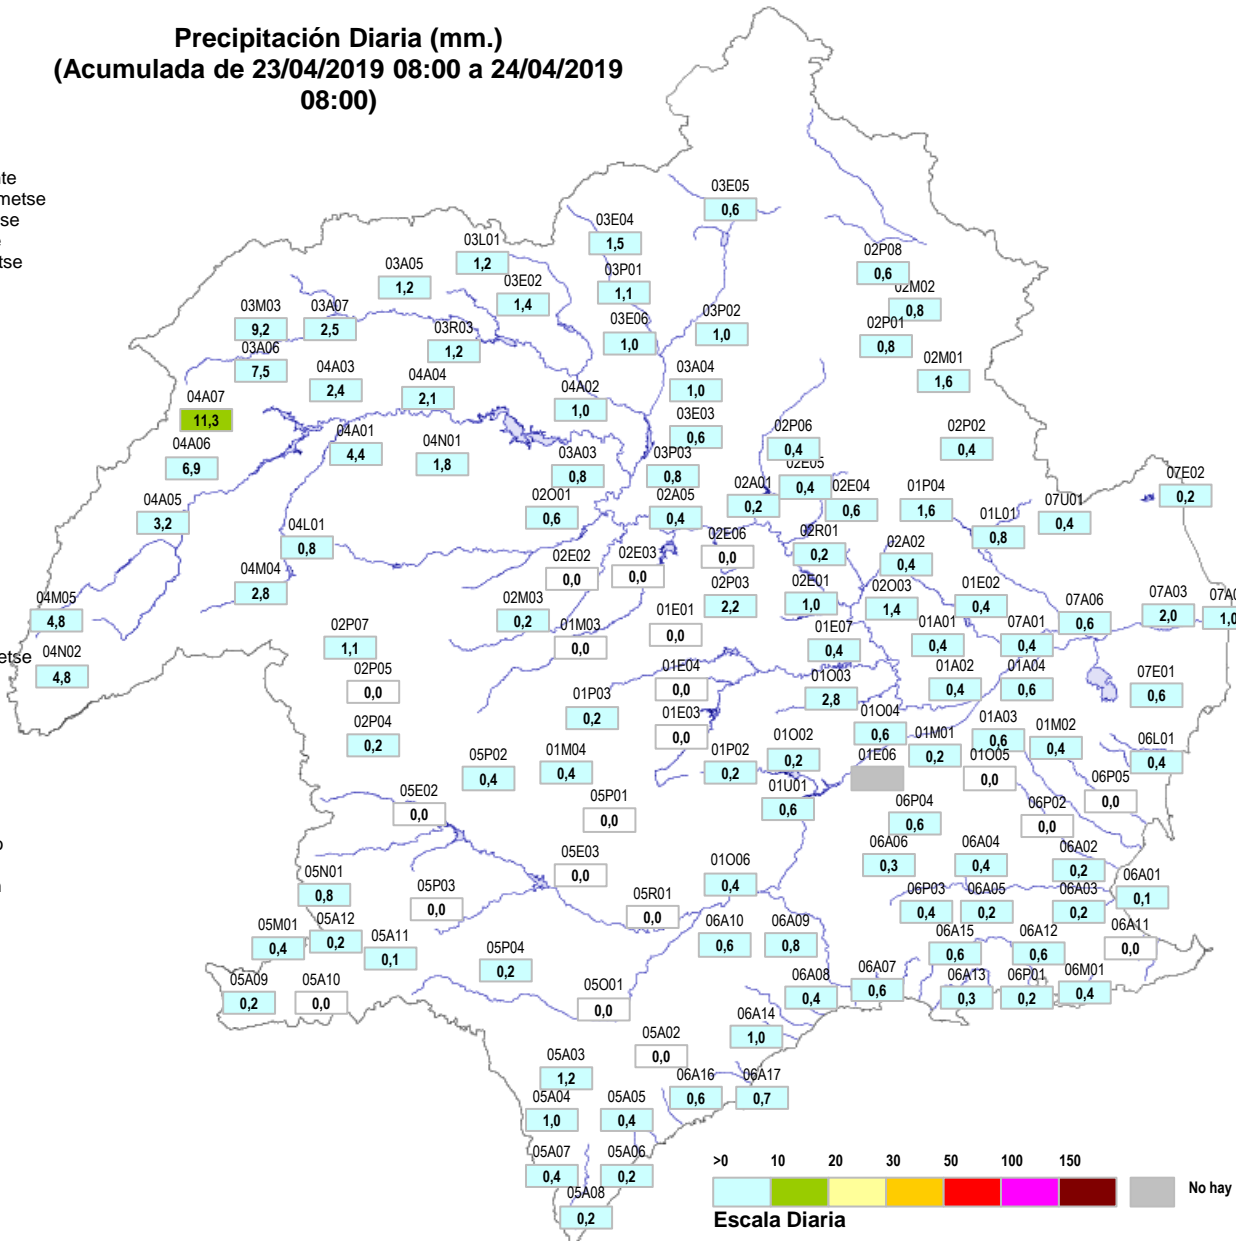 Precipitación Diaria (mm.)
(Acumulada de 23/04/2019 08:00 a 24/04/2019
08:00)
nte
metse
se
e
tse
03E05
0,6
03E04
1,5
03L01
1,2
02P08
0,6
03A05
1,2
03P01
1,1
03E02
1,4
02M02
0,8
03M03
9,2
03A07
2,5
03P02
1,0
03E06
1,0
03R03
1,2
02P01
0,8
03A06
7,5
02M01
1,6
04A03
2,4
04A04
2,1
03A04
1,0
04A02
1,0
04A07
11,3
03E03
0,6
04A01
4,4
04N01
1,8
02P06
0,4
02P02
0,4
04A06
6,9
03A03
0,8
03P03
0,8
02E05
0,4
07E02
0,2
04A05
3,2
02O01
0,6
02A05
0,4
02A01
0,2
02E04
0,6
01P04
1,6
07U01
0,4
01L01
0,8
04L01
0,8
02E02
0,0
02E03
0,0
02E06
0,0
02R01
0,2
02A02
0,4
04M04
2,8
02P03
2,2
02E01
1,0
02O03
1,4
01E02
0,4
04M05
4,8
02M03
0,2
01E01
0,0
07A06
0,6
07A03
2,0
07A0
1,0
02P07
1,1
01M03
0,0
01E07
0,4
01A01
0,4
07A01
0,4
etse
04N02
4,8
02P05
0,0
01E04
0,0
01O03
2,8
01A02
0,4
01A04
0,6
07E01
0,6
01P03
0,2
01E03
0,0
01O04
0,6
02P04
0,2
01M01
0,2
01A03
0,6
01M02
0,4
06L01
0,4
05P02
0,4
01M04
0,4
01P02
0,2
01O02
0,2
01E06
01O05
0,0
06P05
0,0
05E02
0,0
05P01
0,0
01U01
0,6
06P04
0,6
06P02
0,0
o
05E03
0,0
01O06
0,4
06A06
0,3
06A04
0,4
06A02
0,2
n
05N01
0,8
05P03
0,0
05R01
0,0
06P03
0,4
06A05
0,2
06A03
0,2
06A01
0,1
05M01
0,4
05A12
0,2
05A11
0,1
05P04
0,2
06A10
0,6
06A09
0,8
06A15
0,6
06A12
0,6
06A11
0,0
05A09
0,2
05A10
0,0
05O01
0,0
06A08
0,4
06A07
0,6
06A13
0,3
06P01
0,2
06M01
0,4
05A02
0,0
06A14
1,0
05A03
1,2
06A16
0,6
06A17
0,7
05A04
1,0
05A05
0,4
05A07
0,4
05A06
0,2
05A08
0,2
>0 10 20 30 50 100 150
No hay
Escala Diaria